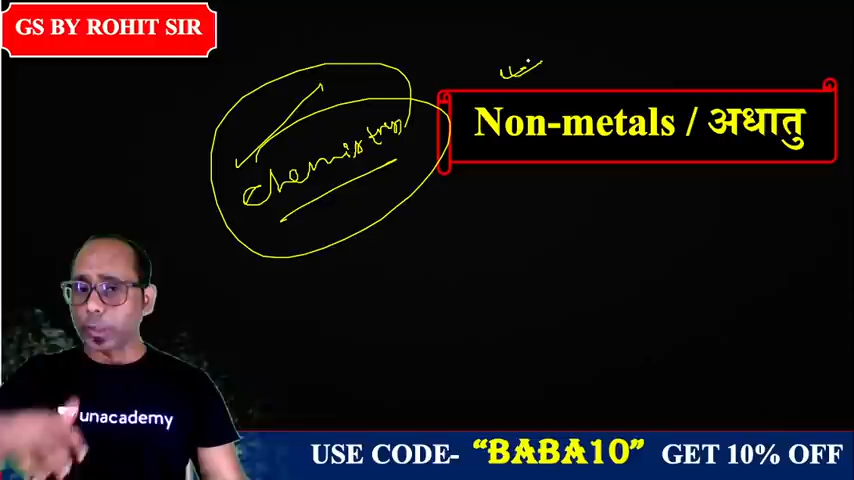 GS BY ROHIT SIR
Non-metals / अधातु
Chemistry
unacademy
USE CODE- “BABA10” GET 10% OFF